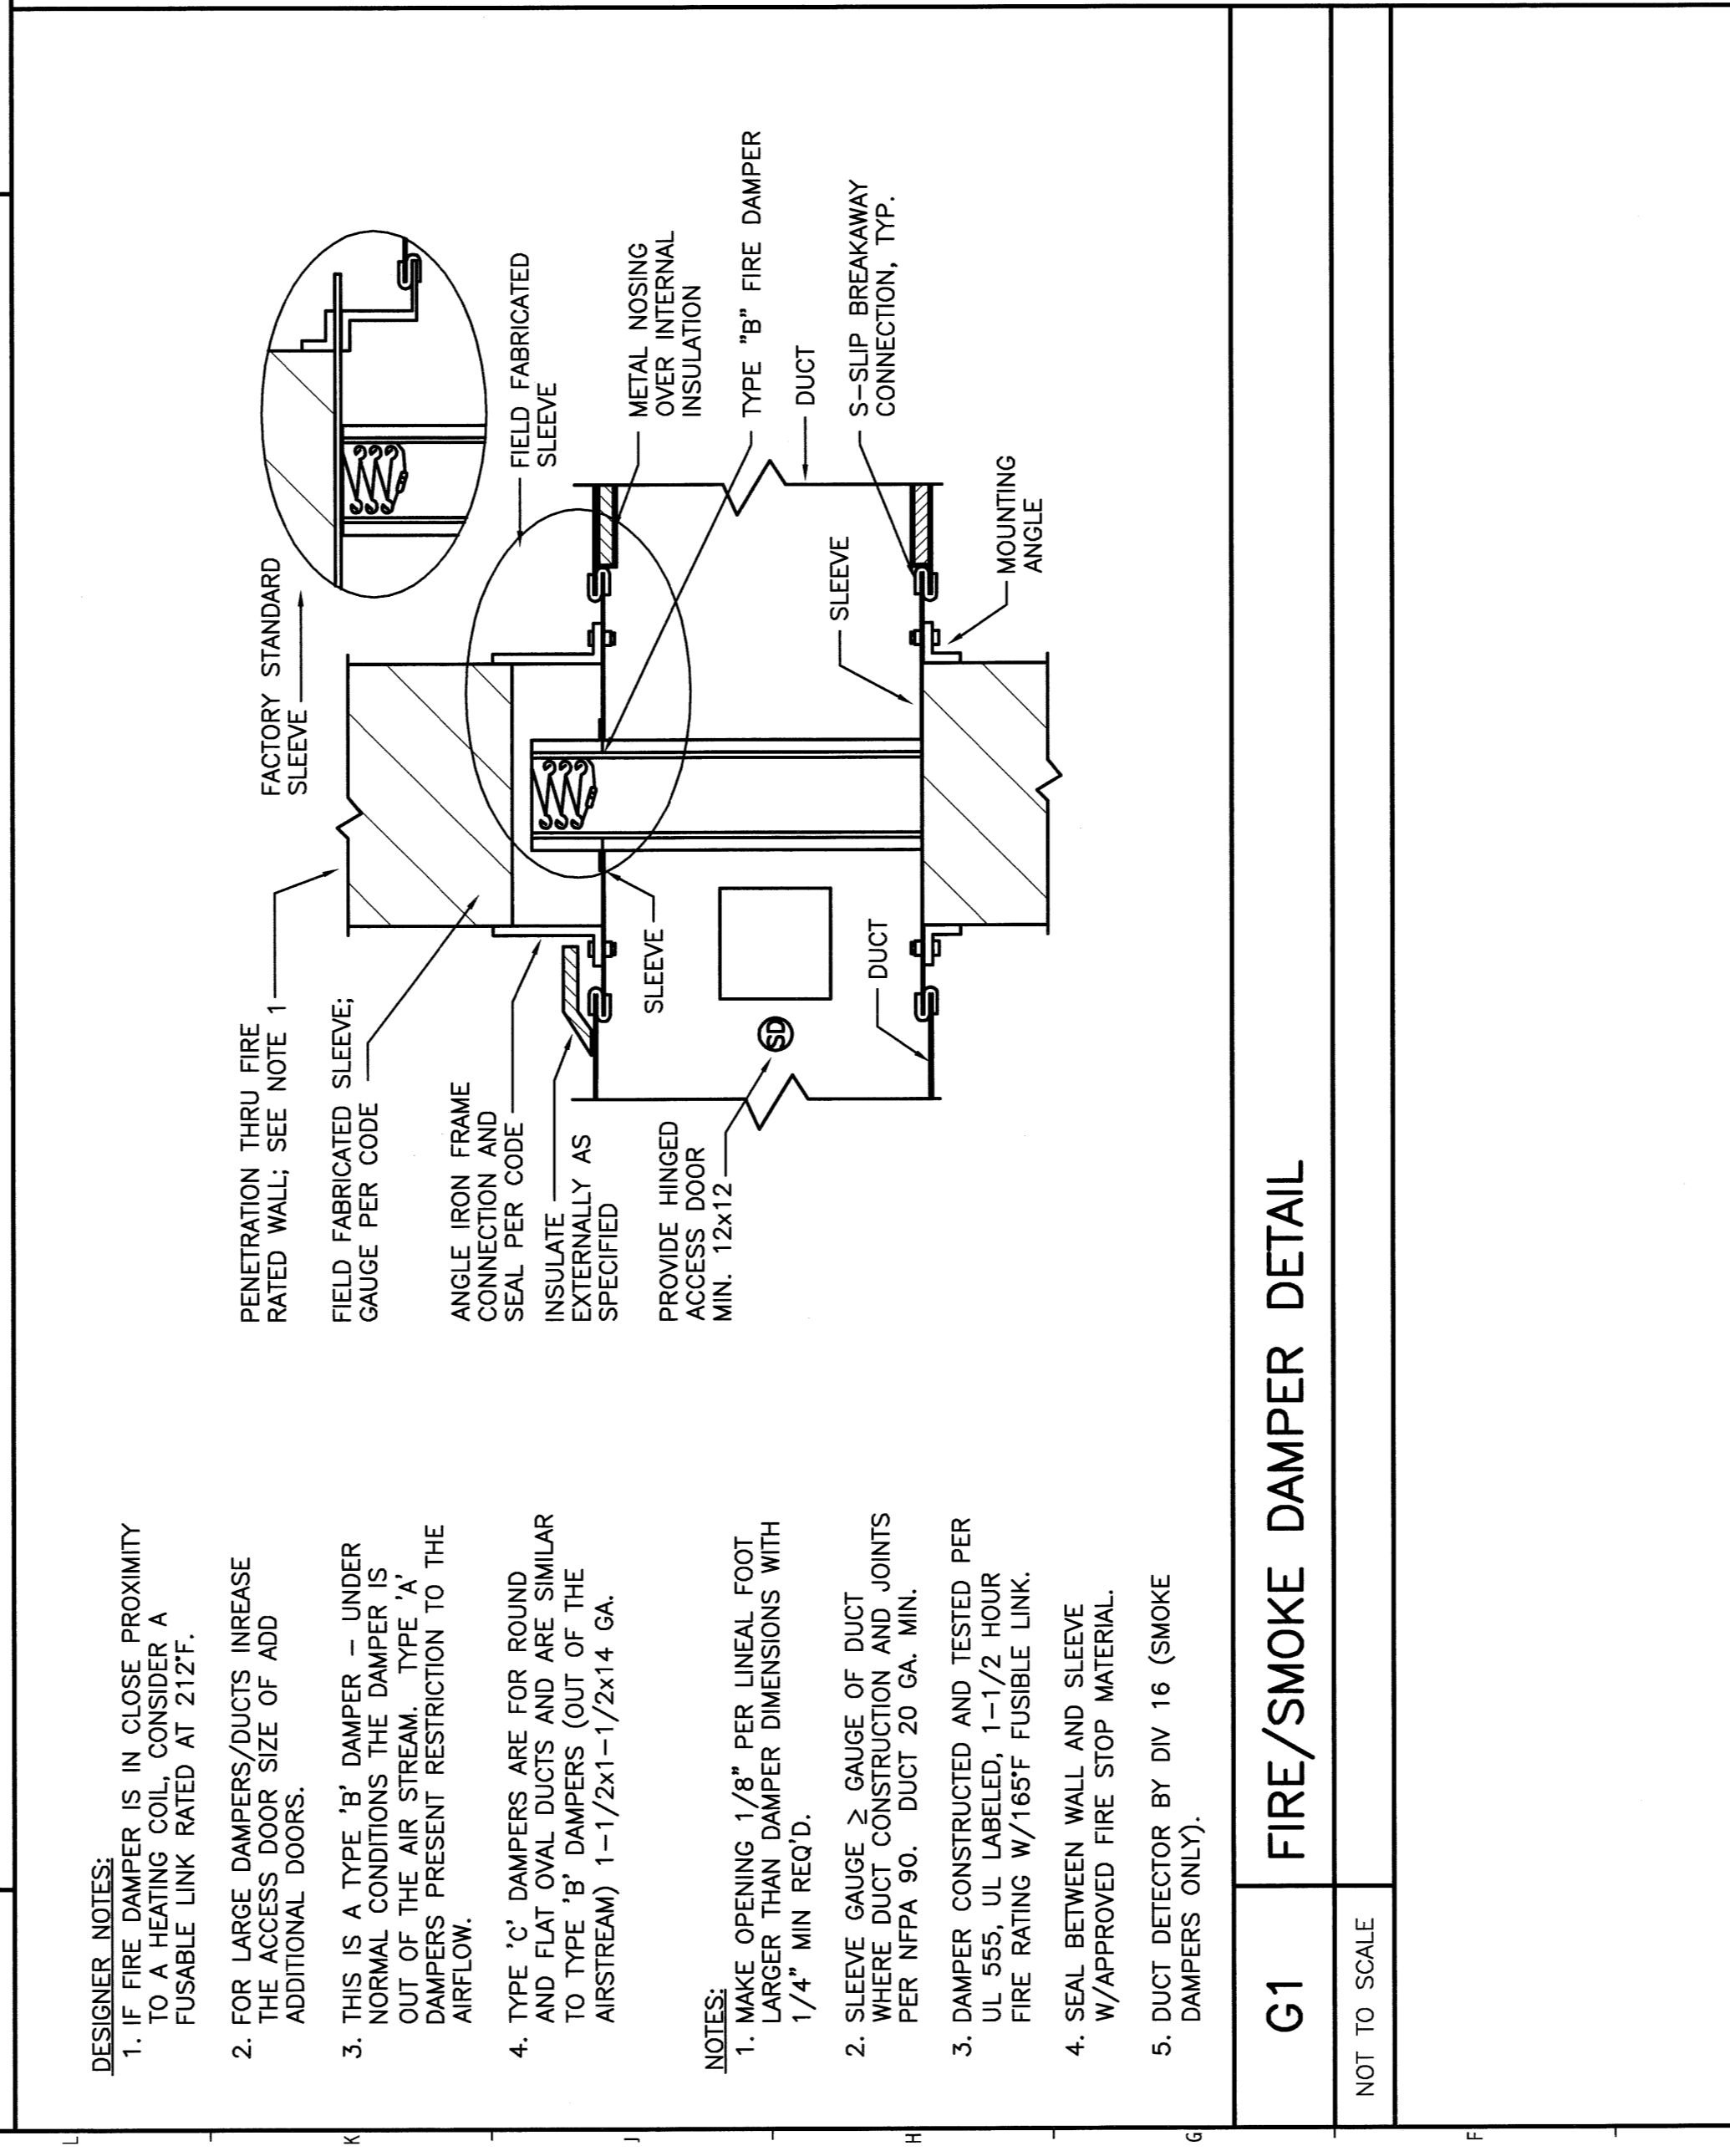 DESIGNER NOTES:
1. IF FIRE DAMPER IS IN CLOSE PROXIMITY
TO A HEATING COIL, CONSIDER A
FUSABLE LINK RATED AT 212°F.
2. FOR LARGE DAMPERS/DUCTS INREASE
THE ACCESS DOOR SIZE OF ADD
ADDITIONAL DOORS.
3. THIS IS A TYPE 'B' DAMPER – UNDER
NORMAL CONDITIONS THE DAMPER IS
OUT OF THE AIR STREAM. TYPE 'A'
DAMPERS PRESENT RESTRICTION TO THE
AIRFLOW.
4. TYPE 'C' DAMPERS ARE FOR ROUND
AND FLAT OVAL DUCTS AND ARE SIMILAR
TO TYPE 'B' DAMPERS (OUT OF THE
AIRSTREAM) 1–1/2x1–1/2x14 GA.
NOTES:
1. MAKE OPENING 1/8" PER LINEAL FOOT
LARGER THAN DAMPER DIMENSIONS WITH
1/4" MIN REQ'D.
2. SLEEVE GAUGE ≥ GAUGE OF DUCT
WHERE DUCT CONSTRUCTION AND JOINTS
PER NFPA 90. DUCT 20 GA. MIN.
3. DAMPER CONSTRUCTED AND TESTED PER
UL 555, UL LABELED, 1–1/2 HOUR
FIRE RATING W/165°F FUSIBLE LINK.
4. SEAL BETWEEN WALL AND SLEEVE
W/APPROVED FIRE STOP MATERIAL.
5. DUCT DETECTOR BY DIV 16 (SMOKE
DAMPERS ONLY).
PENETRATION THRU FIRE
RATED WALL; SEE NOTE 1
FIELD FABRICATED SLEEVE;
GAUGE PER CODE
ANGLE IRON FRAME
CONNECTION AND
SEAL PER CODE
INSULATE
EXTERNALLY AS
SPECIFIED
PROVIDE HINGED
ACCESS DOOR
MIN. 12x12
SD
SLEEVE
DUCT
FACTORY STANDARD
SLEEVE
FIELD FABRICATED
SLEEVE
METAL NOSING
OVER INTERNAL
INSULATION
TYPE "B" FIRE DAMPER
DUCT
S–SLIP BREAKAWAY
CONNECTION, TYP.
SLEEVE
MOUNTING
ANGLE
G1
FIRE/SMOKE DAMPER DETAIL
NOT TO SCALE
L
K
J
H
G
F